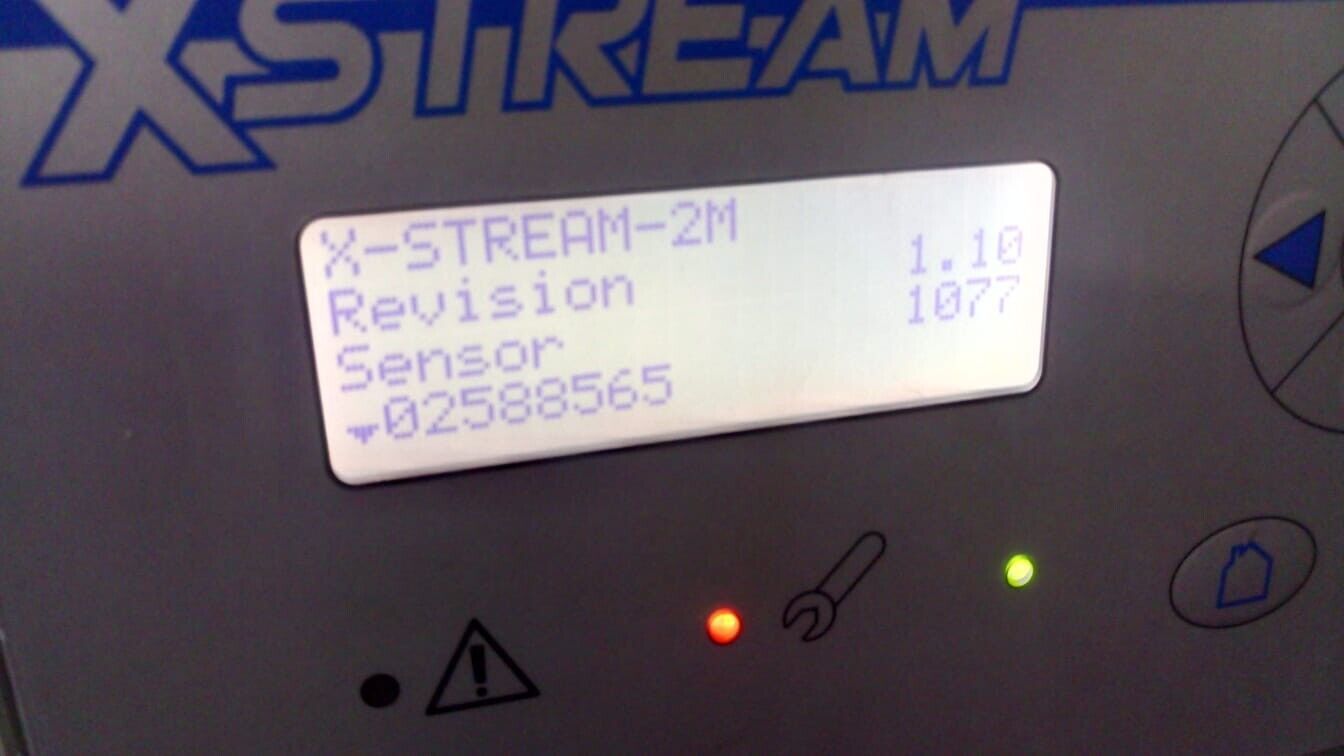 X-STREAM
X-STREAM-2M
Revision 1.10
Sensor 1077
02588565